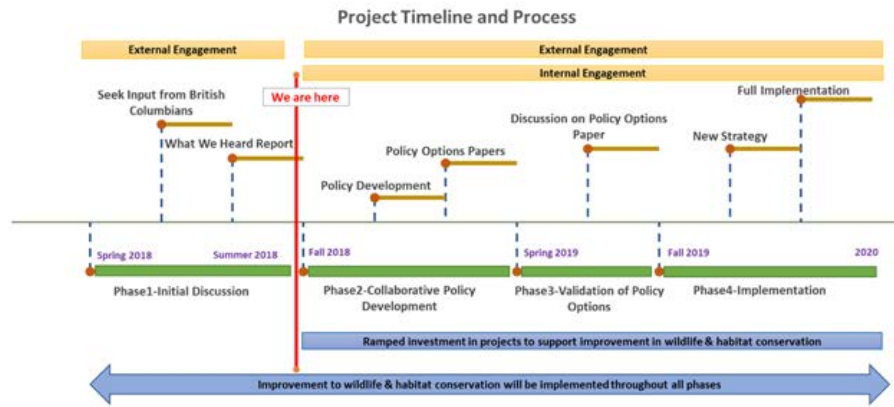 Project Timeline and Process
External Engagement
External Engagement
Internal Engagement
We are here
Seek Input from British
Columbians
What We Heard Report
Policy Development
Policy Options Papers
Discussion on Policy Options
Paper
New Strategy
Full Implementation
Spring 2018
Summer 2018
Fall 2018
Spring 2019
Fall 2019
2020
Phase1-Initial Discussion
Phase2-Collaborative Policy
Development
Phase3-Validation of Policy
Options
Phase4-Implementation
Ramped investment in projects to support improvement in wildlife & habitat conservation
Improvement to wildlife & habitat conservation will be implemented throughout all phases